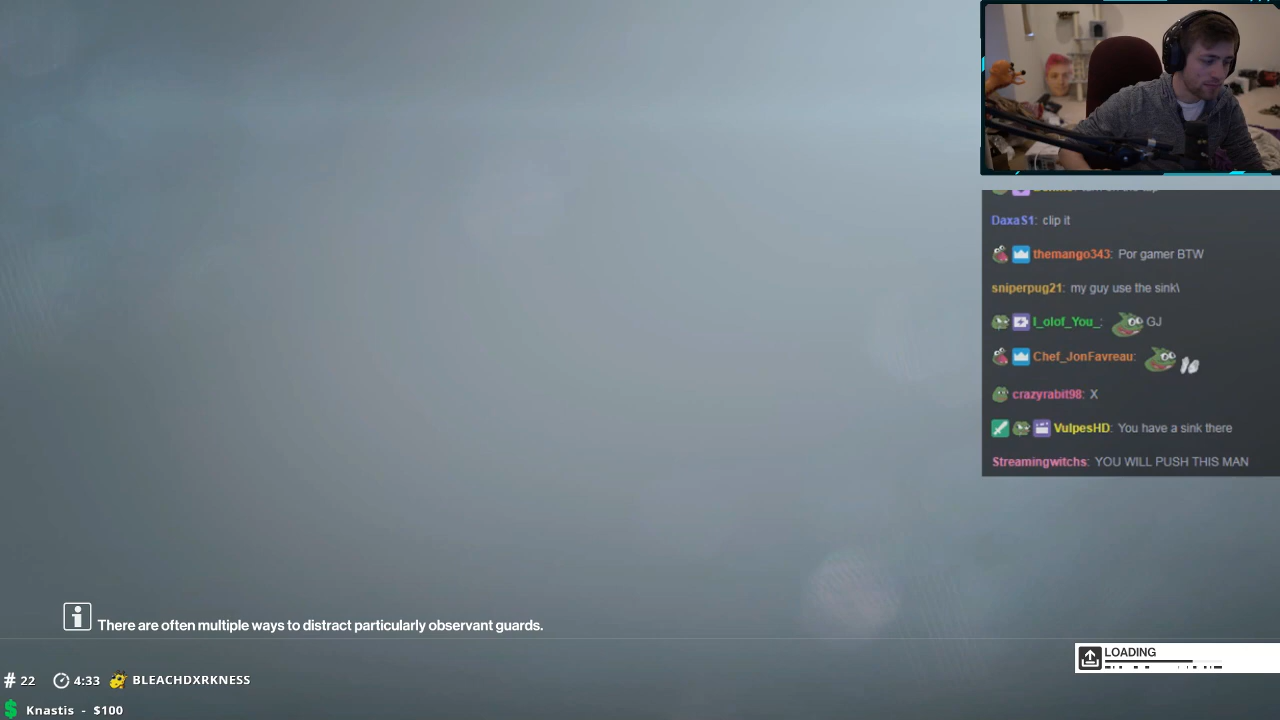 DaxaS1: clip it
themango343: Por gamer BTW
sniperpug21: my guy use the sink\
I_olof_You_: GJ
Chef_JonFavreau:
crazyrabit98: X
VulpesHD: You have a sink there
Streamingwitchs: YOU WILL PUSH THIS MAN
There are often multiple ways to distract particularly observant guards.
LOADING
# 22 4:33 BLEACHDXRKNESS
$ Knastis - $100